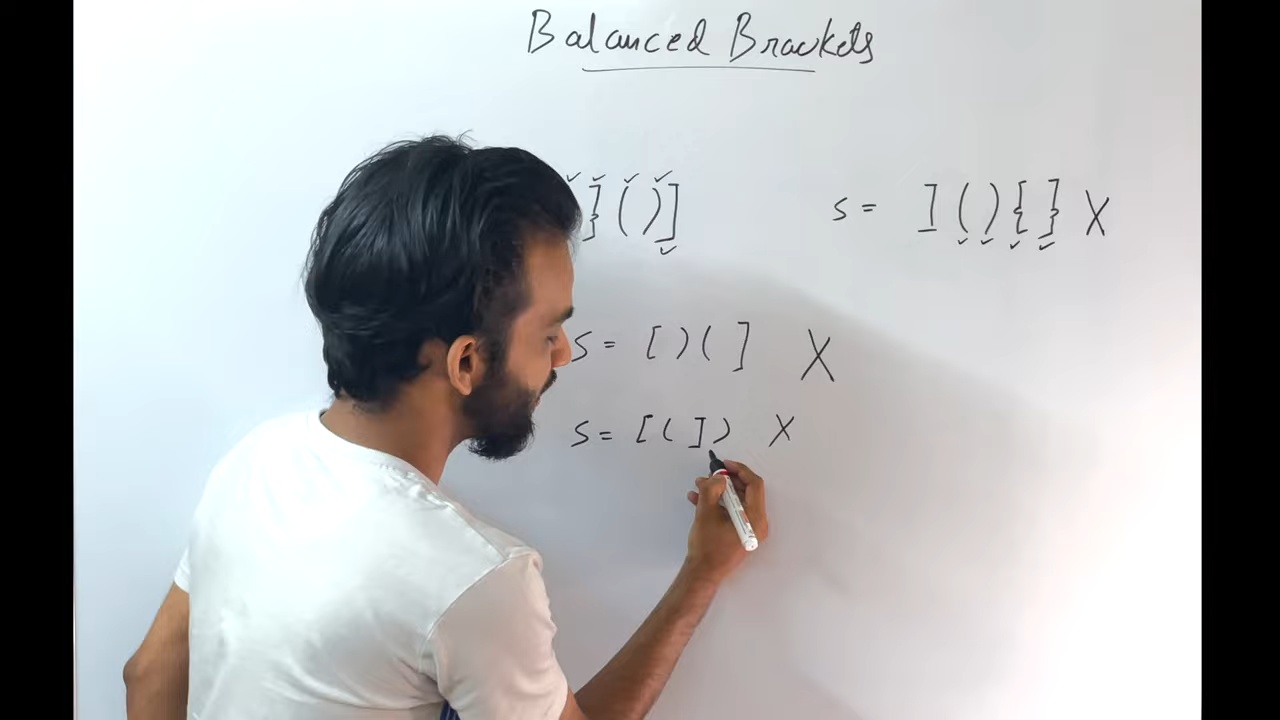 Balanced Brackets
}()]
s = ](){} X
s = [)(] X
s = [(]) X